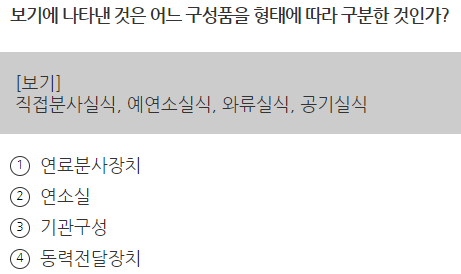 보기에 나타낸 것은 어느 구성품을 형태에 따라 구분한 것인가?
[보기]
직접분사실식, 예연소실식, 와류실식, 공기실식
① 연료분사장치
② 연소실
③ 기관구성
④ 동력전달장치